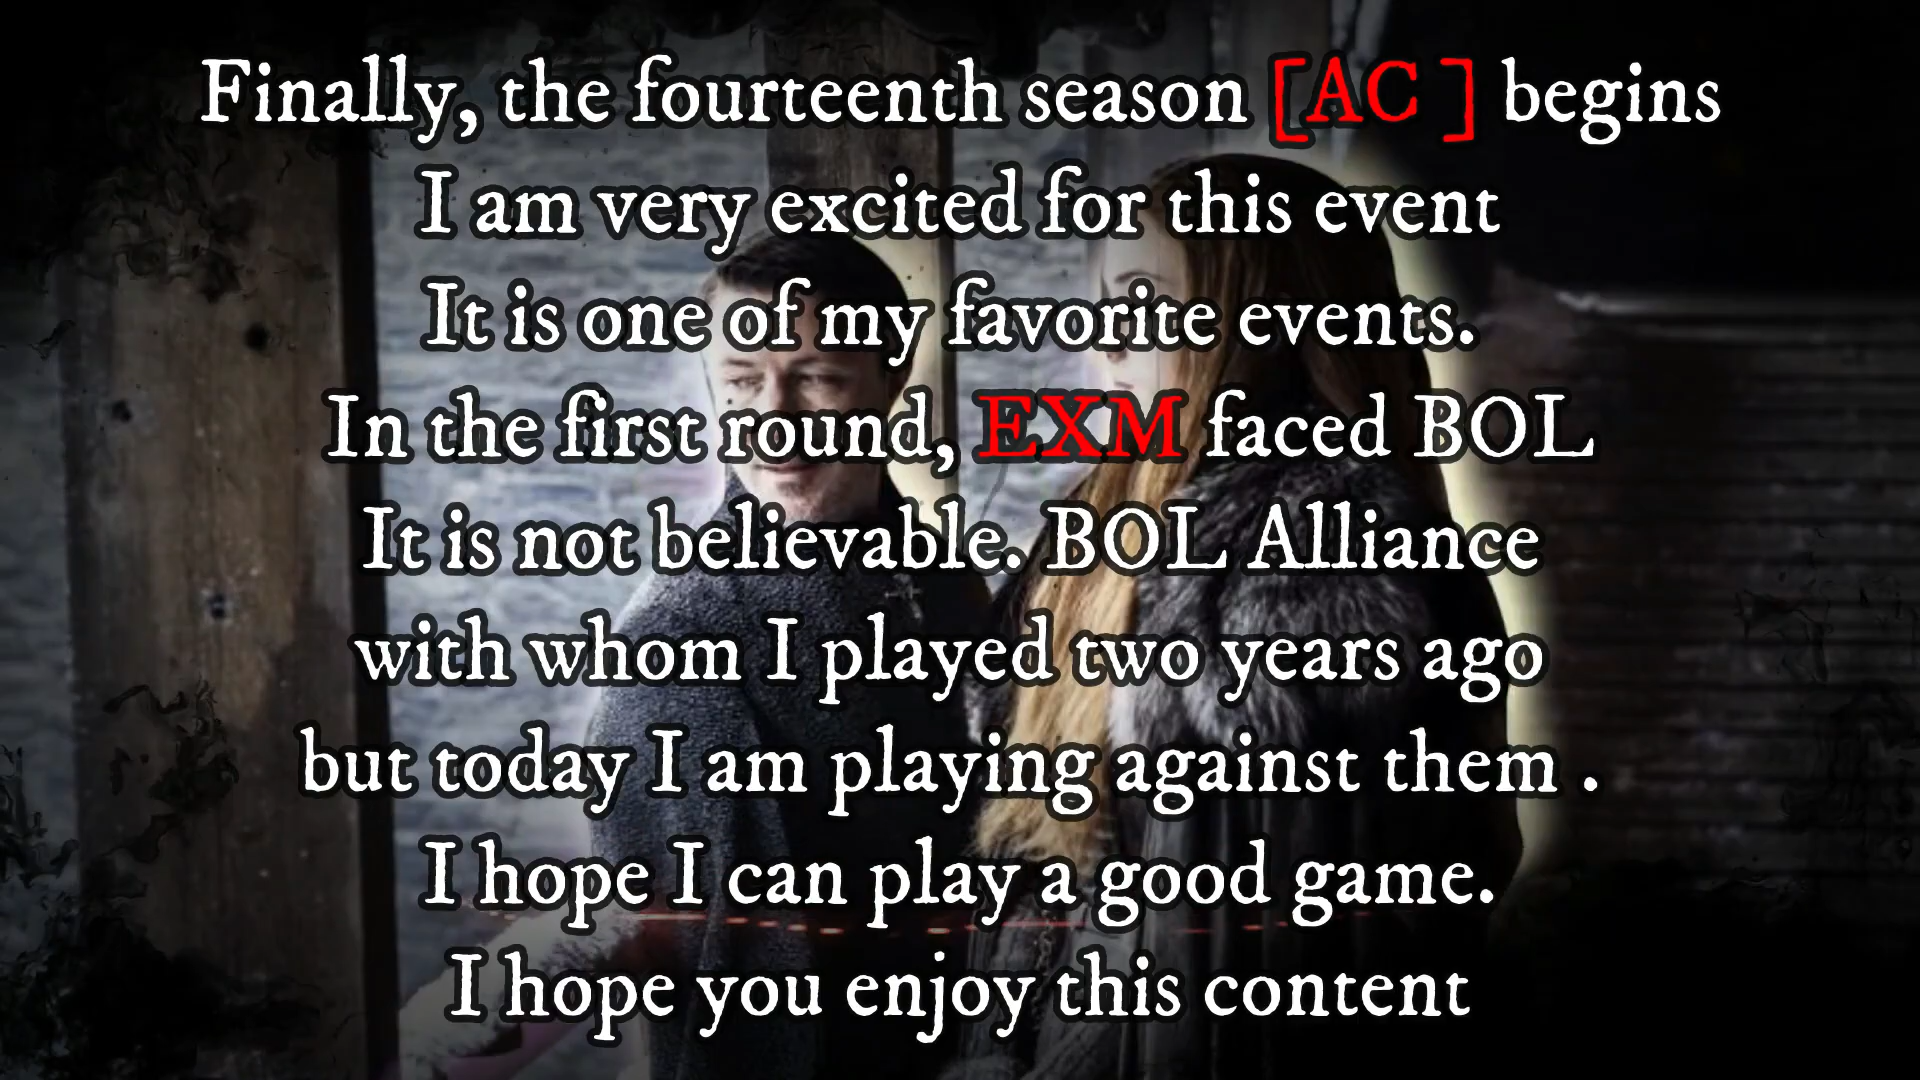 Finally, the fourteenth season [AC ] begins
I am very excited for this event
It is one of my favorite events.
In the first round, EXM faced BOL
It is not believable. BOL Alliance
with whom I played two years ago
but today I am playing against them .
I hope I can play a good game.
I hope you enjoy this content